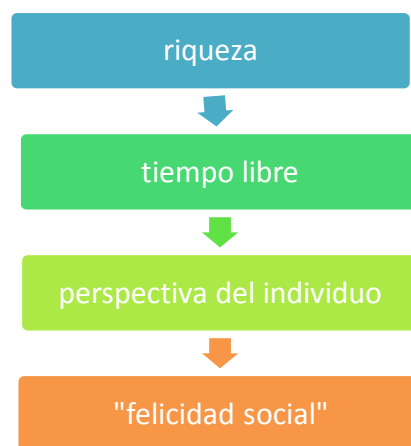 riqueza
tiempo libre
perspectiva del individuo
"felicidad social"